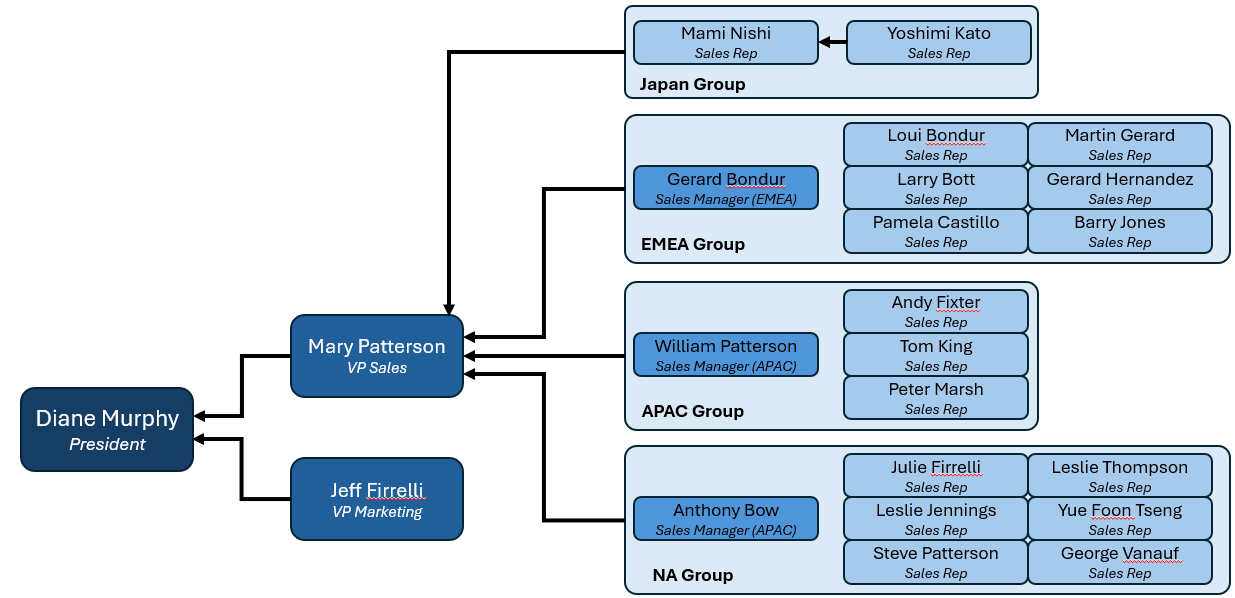 Mami Nishi
Sales Rep
Yoshimi Kato
Sales Rep
Japan Group
Loui Bondur
Sales Rep
Martin Gerard
Sales Rep
Gerard Bondur
Sales Manager (EMEA)
Larry Bott
Sales Rep
Gerard Hernandez
Sales Rep
Pamela Castillo
Sales Rep
Barry Jones
Sales Rep
EMEA Group
Andy Fixter
Sales Rep
William Patterson
Sales Manager (APAC)
Tom King
Sales Rep
Peter Marsh
Sales Rep
APAC Group
Mary Patterson
VP Sales
Diane Murphy
President
Jeff Firrelli
VP Marketing
Julie Firrelli
Sales Rep
Leslie Thompson
Sales Rep
Anthony Bow
Sales Manager (APAC)
Leslie Jennings
Sales Rep
Yue Foon Tseng
Sales Rep
Steve Patterson
Sales Rep
George Vanauf
Sales Rep
NA Group